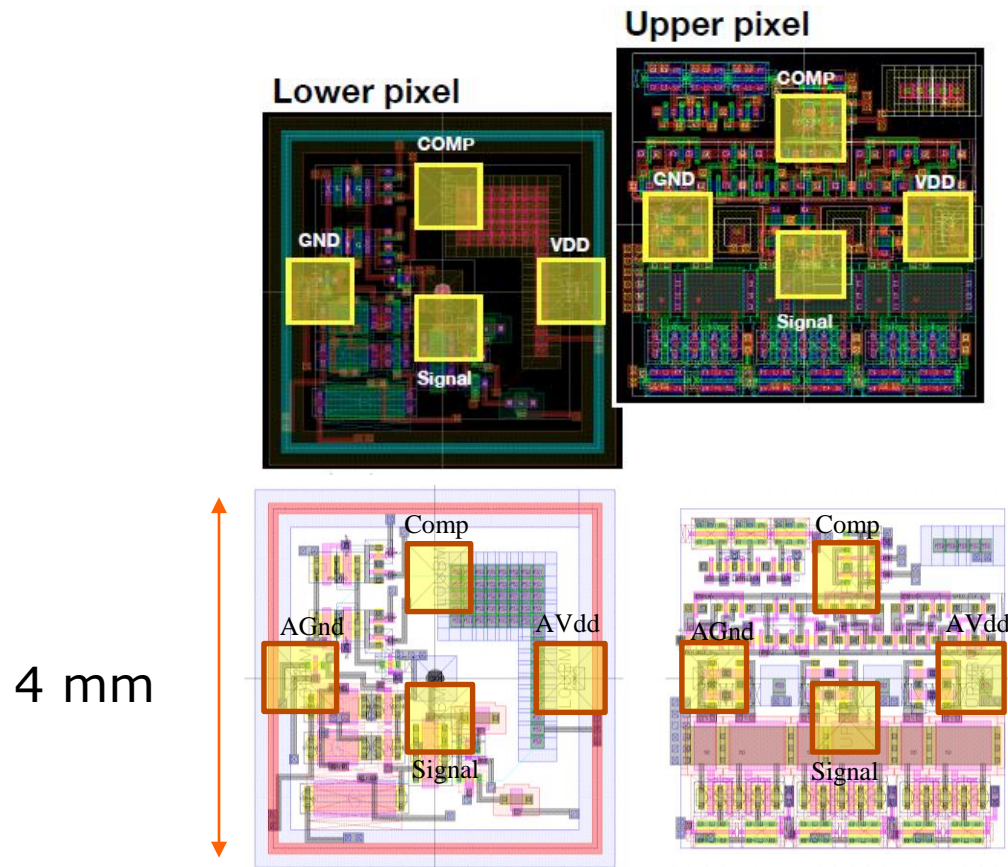 Upper pixel
Lower pixel
COMP
GND
VDD
Signal
COMP
GND
VDD
Signal
4 mm
Comp
AGnd
AVdd
Signal
Comp
AGnd
AVdd
Signal